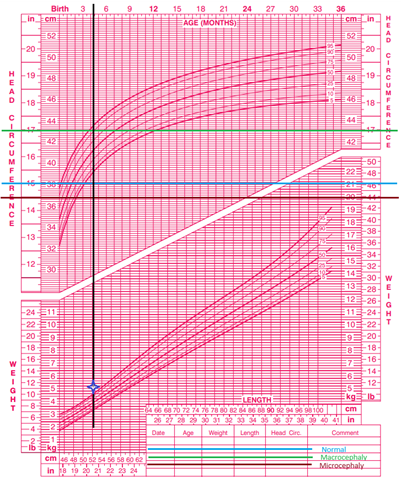 Birth 3 6 9 12 15 18 21 24 27 30 33 36
in cm AGE (MONTHS) cm in
52 52
20 20
50 50
19 19
48 48
18 18
46 46
44 44
17 17
42 42
16
40
15
38
14
36
13
34
32
12
30
HEAD CIRCUMFERENCE
HEAD CIRCUMFERENCE
95
90
75
50
25
10
5
50
22 48
21 46
20 44
19 42
18 40
17 38
36
16 34
15 32
14 30
13 28
12 26
24 11 11 24
22 10 10 22
20 9 9 20
18 8 8 18
16 7 7 16
14 6 6 14
12 5 5 12
10 4
8 3
6 2
4 1
2
lb kg
kg lb
WEIGHT
WEIGHT
95
90
75
50
25
10
5
LENGTH
64 66 68 70 72 74 76 78 80 82 84 86 88 90 92 94 96 98 100 cm
26 27 28 29 30 31 32 33 34 35 36 37 38 39 40 41 in
Date Age Weight Length Head Circ. Comment
Normal
Macrocephaly
Microcephaly
cm 46 48 50 52 54 56 58 60 62
in 18 19 20 21 22 23 24